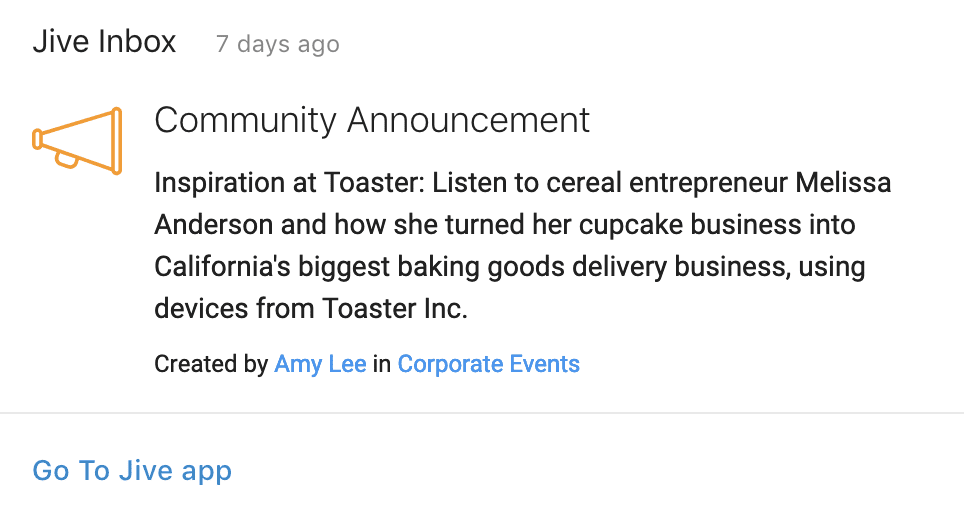 Jive Inbox 7 days ago
Community Announcement
Inspiration at Toaster: Listen to cereal entrepreneur Melissa
Anderson and how she turned her cupcake business into
California's biggest baking goods delivery business, using
devices from Toaster Inc.
Created by Amy Lee in Corporate Events
Go To Jive app